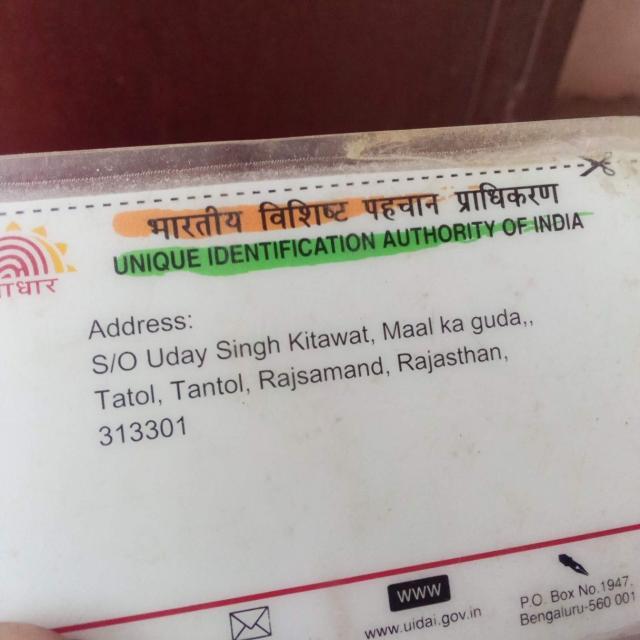 भारतीय विशिष्ट पहचान प्राधिकरण
UNIQUE IDENTIFICATION AUTHORITY OF INDIA
Address:
S/O Uday Singh Kitawat, Maal ka guda,,
Tatol, Tantol, Rajsamand, Rajasthan,
313301
WWW
www.uidai.gov.in
P.O. Box No.1947,
Bengaluru-560 001